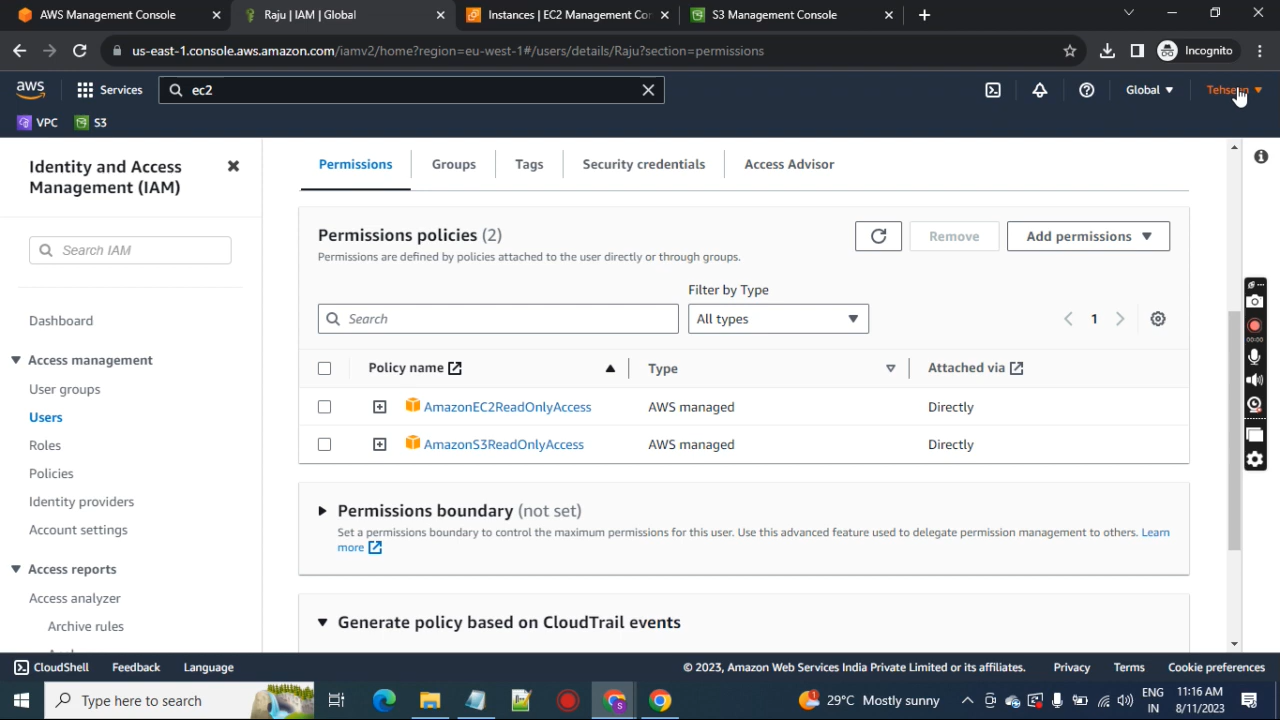 AWS Management Console
Raju | IAM | Global
Instances | EC2 Management Co
S3 Management Console
us-east-1.console.aws.amazon.com/iamv2/home?region=eu-west-1#/users/details/Raju?section=permissions
Incognito
aws
Services
ec2
Global
VPC
S3
Identity and Access
Management (IAM)
Search IAM
Dashboard
Access management
User groups
Users
Roles
Policies
Identity providers
Account settings
Access reports
Access analyzer
Archive rules
Permissions
Groups
Tags
Security credentials
Access Advisor
Permissions policies (2)
Permissions are defined by policies attached to the user directly or through groups.
Remove
Add permissions
Filter by Type
Search
All types
1
Policy name
Type
Attached via
AmazonEC2ReadOnlyAccess
AWS managed
Directly
AmazonS3ReadOnlyAccess
AWS managed
Directly
Permissions boundary (not set)
Set a permissions boundary to control the maximum permissions for this user. Use this advanced feature used to delegate permission management to others. Learn
more
Generate policy based on CloudTrail events
00:00
CloudShell
Feedback
Language
© 2023, Amazon Web Services India Private Limited or its affiliates.
Privacy
Terms
Cookie preferences
Type here to search
29°C Mostly sunny
ENG
IN
11:16 AM
8/11/2023